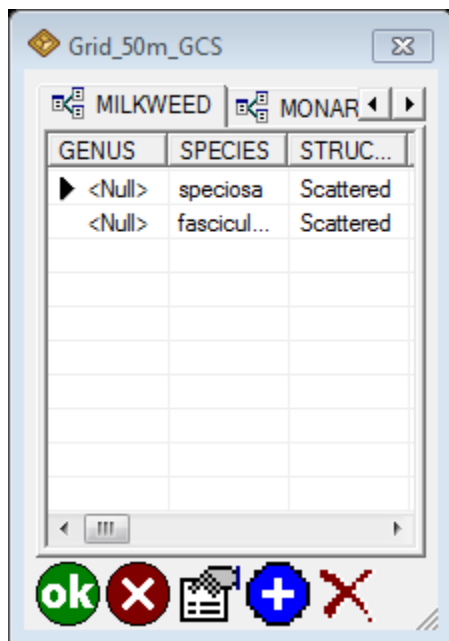 Grid_50m_GCS
MILKWEED MONAR
GENUS SPECIES STRUC...
<Null> speciosa Scattered
<Null> fascicul... Scattered
ok